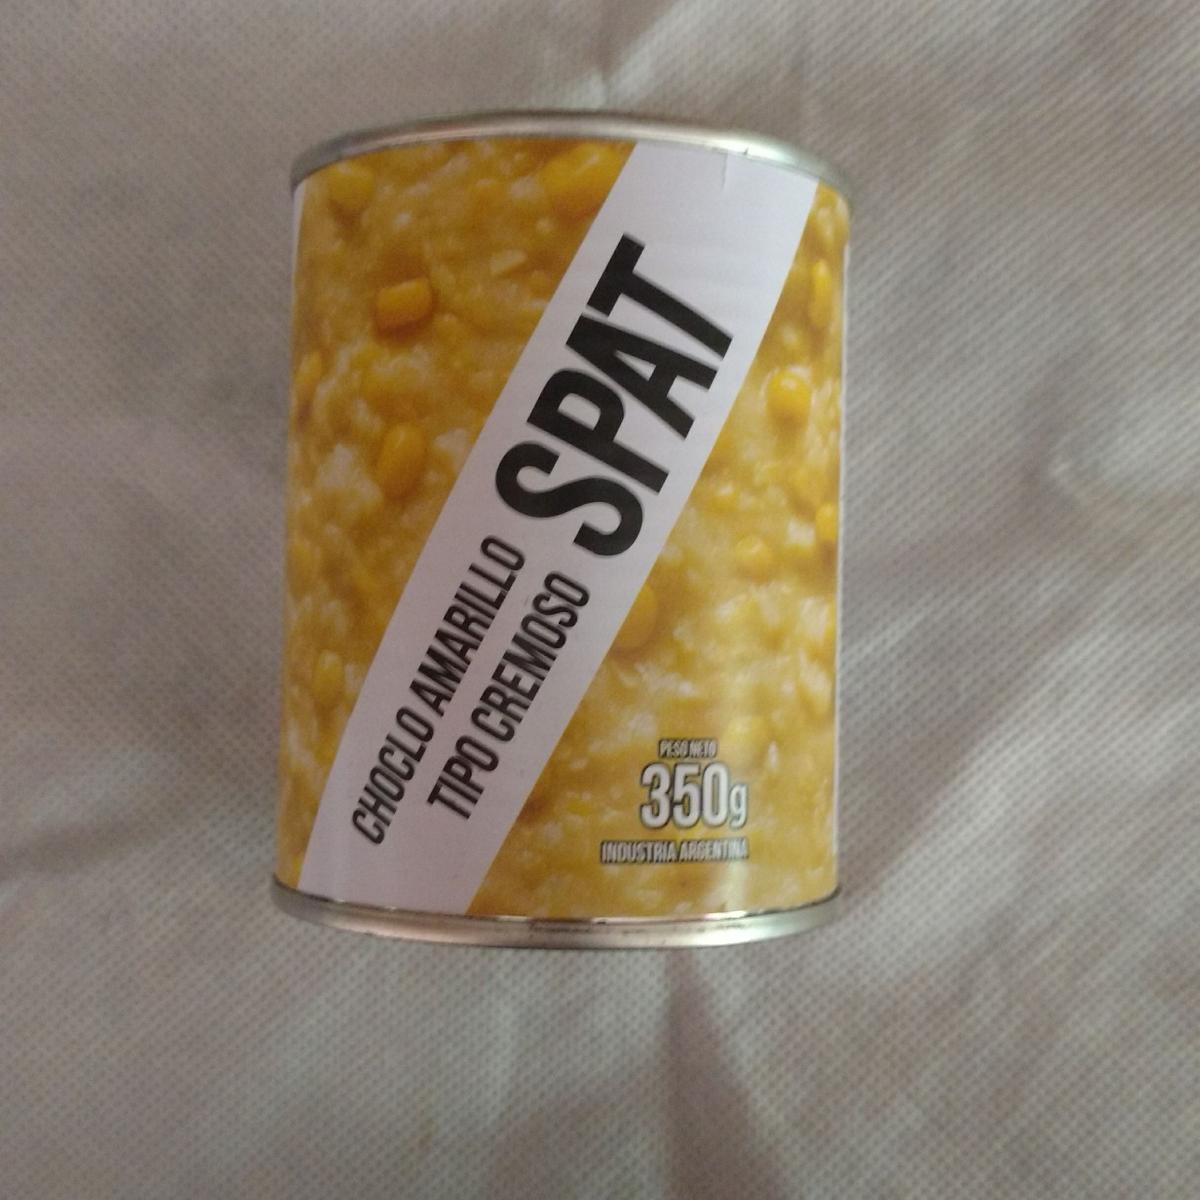 SPAT
CHOCLO AMARILLO
TIPO CREMOSO
PESO NETO
350g
INDUSTRIA ARGENTINA